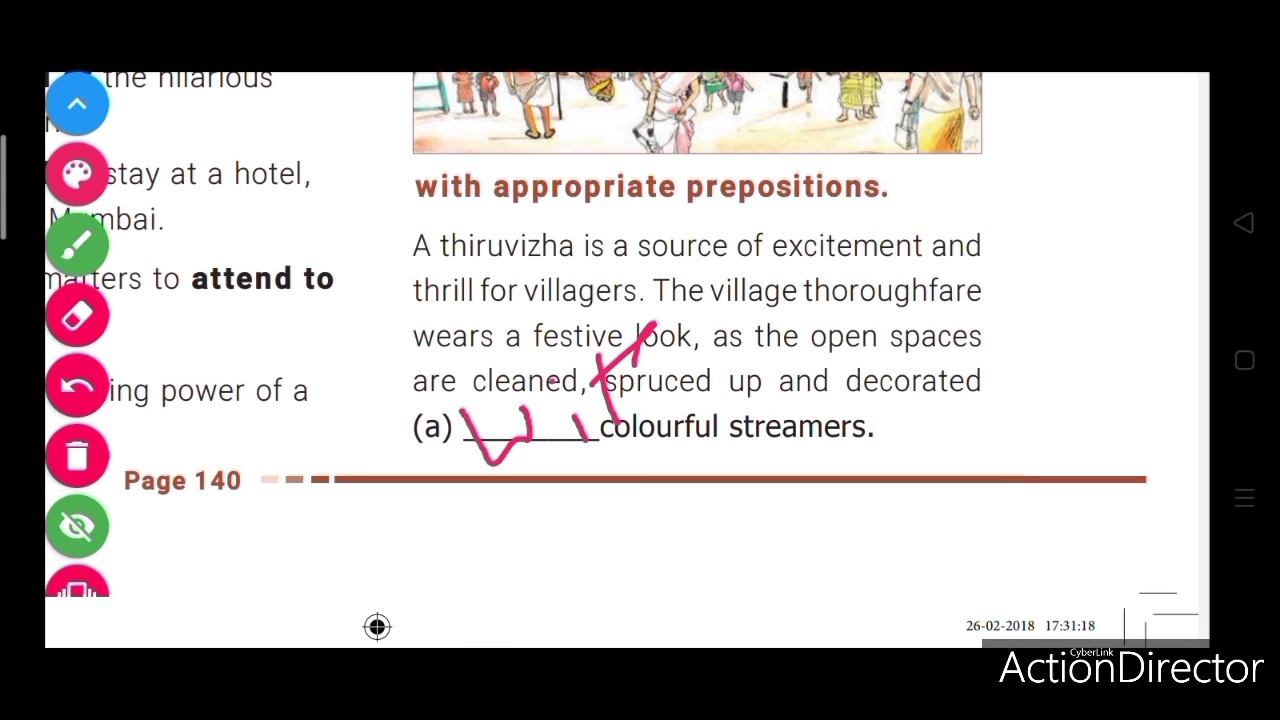 the hilarious
stay at a hotel,
Mumbai.
matters to attend to
ing power of a
Page 140
with appropriate prepositions.
A thiruvizha is a source of excitement and
thrill for villagers. The village thoroughfare
wears a festive look, as the open spaces
are cleaned, spruced up and decorated
(a) ________colourful streamers.
wit
26-02-2018 17:31:18
CyberLink
ActionDirector